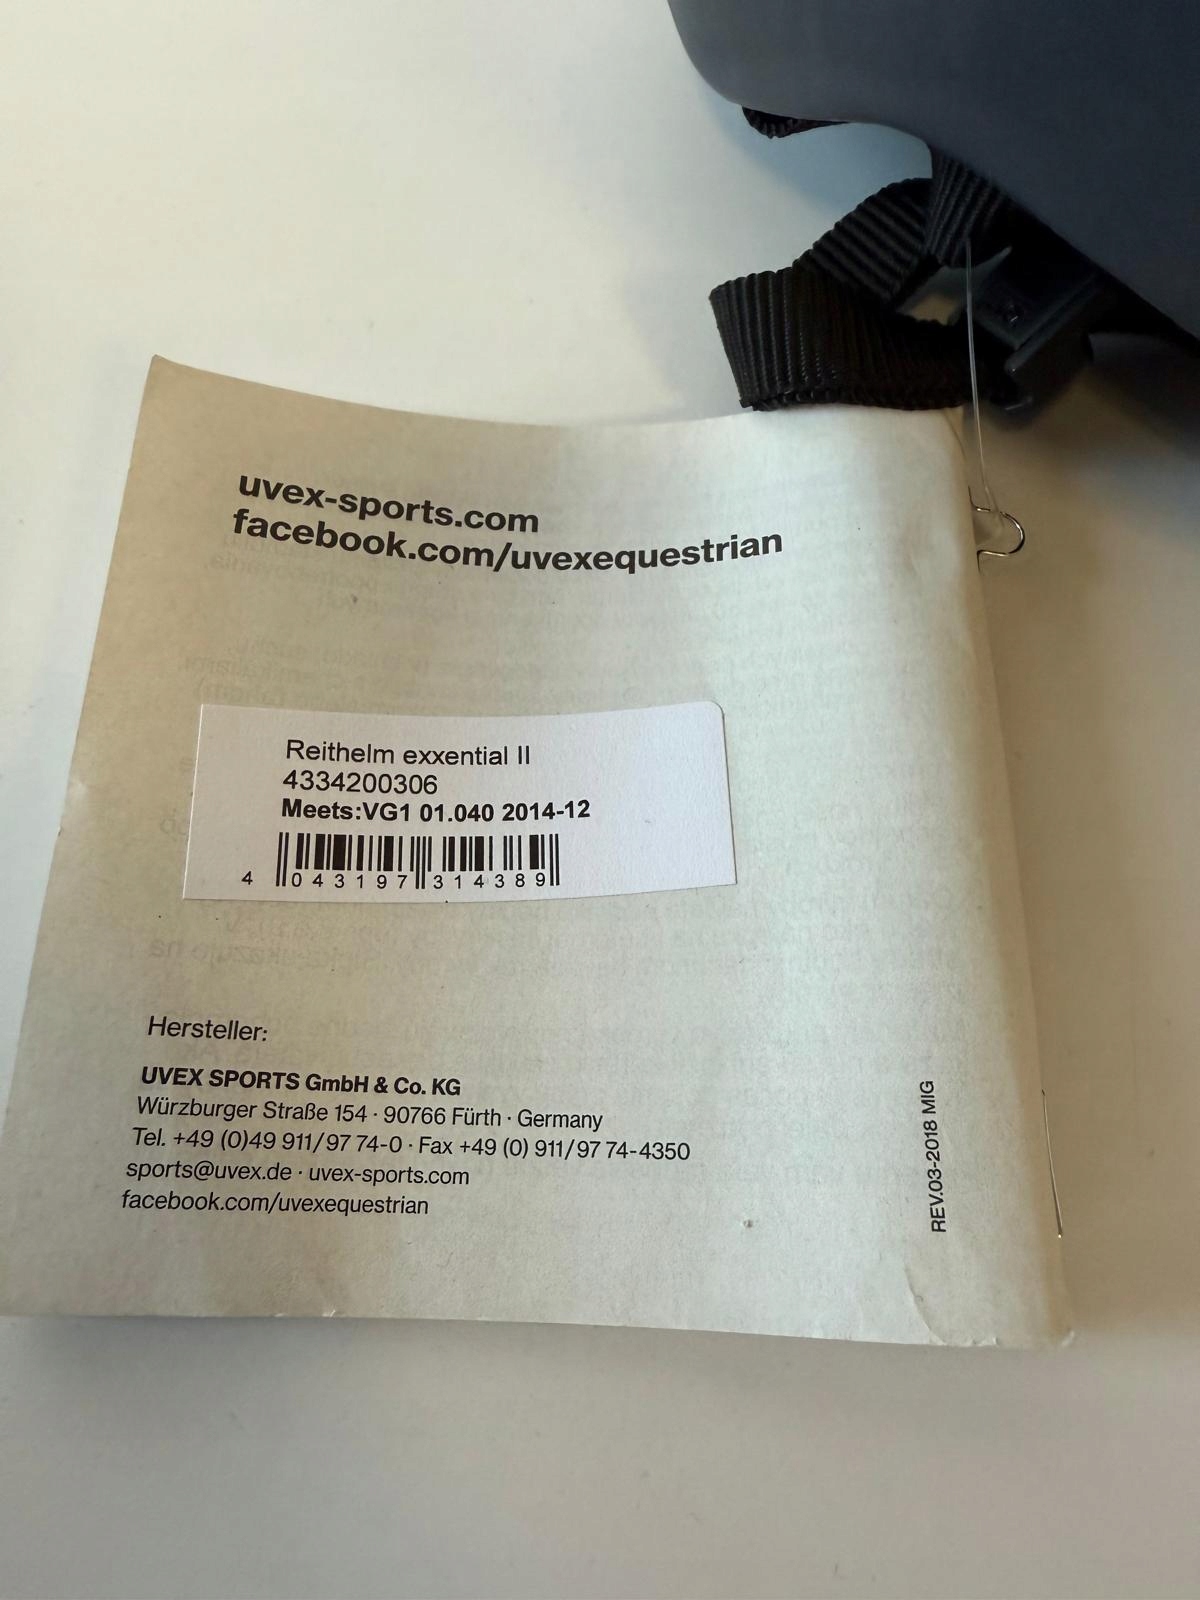 uvex-sports.com
facebook.com/uvexequestrian
Reithelm exxential II
4334200306
Meets:VG1 01.040 2014-12
4 043197 314389
Hersteller:
UVEX SPORTS GmbH & Co. KG
Würzburger Straße 154 · 90766 Fürth · Germany
Tel. +49 (0)49 911/97 74-0 · Fax +49 (0) 911/97 74-4350
sports@uvex.de · uvex-sports.com
facebook.com/uvexequestrian
REV.03-2018 MIG